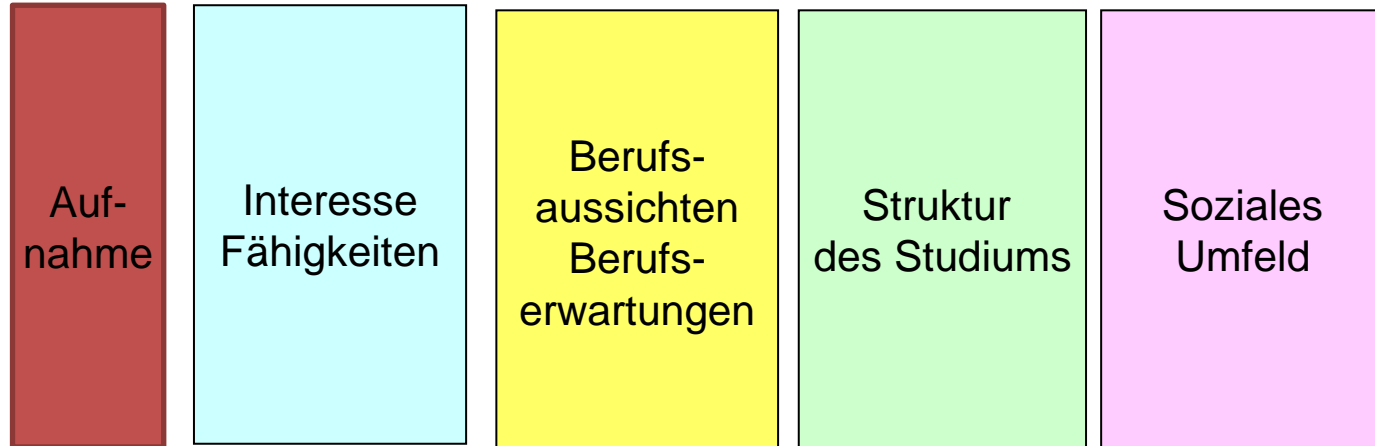 Auf-
nahme
Interesse
Fähigkeiten
Berufs-
aussichten
Berufs-
erwartungen
Struktur
des Studiums
Soziales
Umfeld